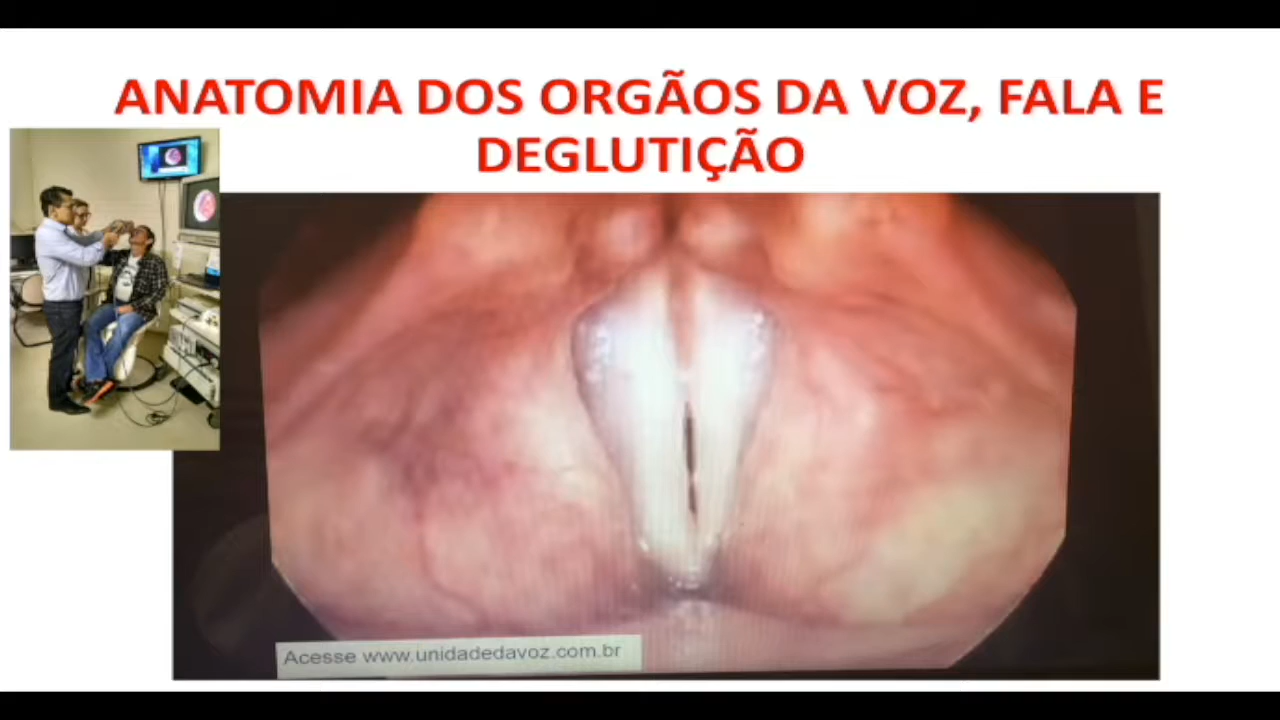 ANATOMIA DOS ORGÃOS DA VOZ, FALA E
DEGLUTIÇÃO
Acesse www.unidadedavoz.com.br